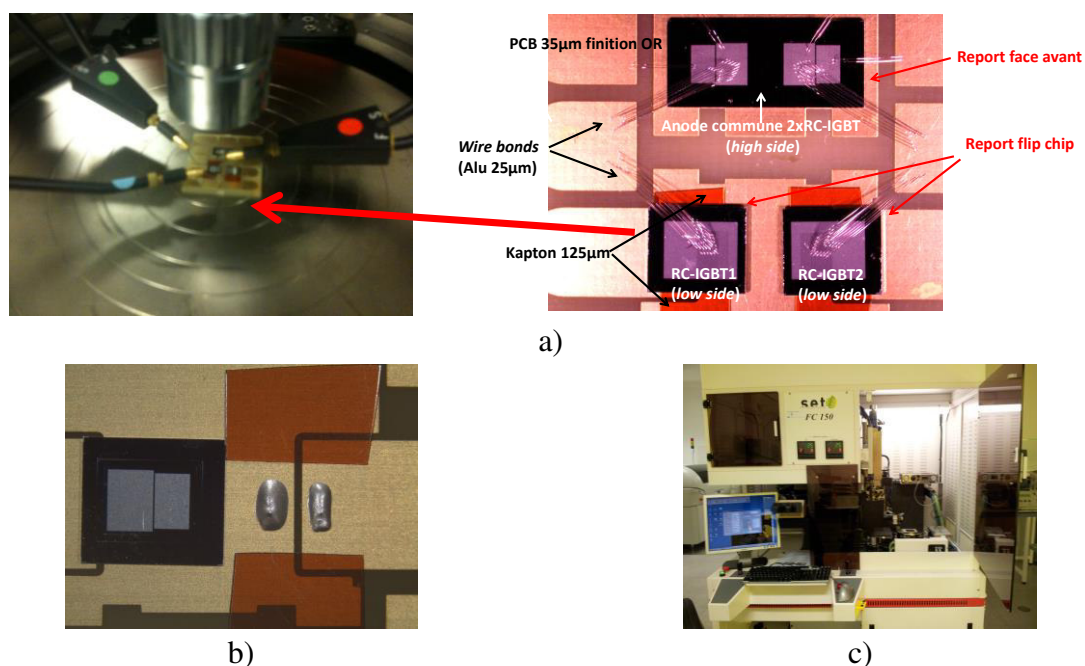 PCB 35µm finition OR
Report face avant
Anode commune 2xRC-IGBT
(high side)
Wire bonds
(Alu 25µm)
Report flip chip
Kapton 125µm
RC-IGBT1
(low side)
RC-IGBT2
(low side)
a)
set
FC 150
b)
c)